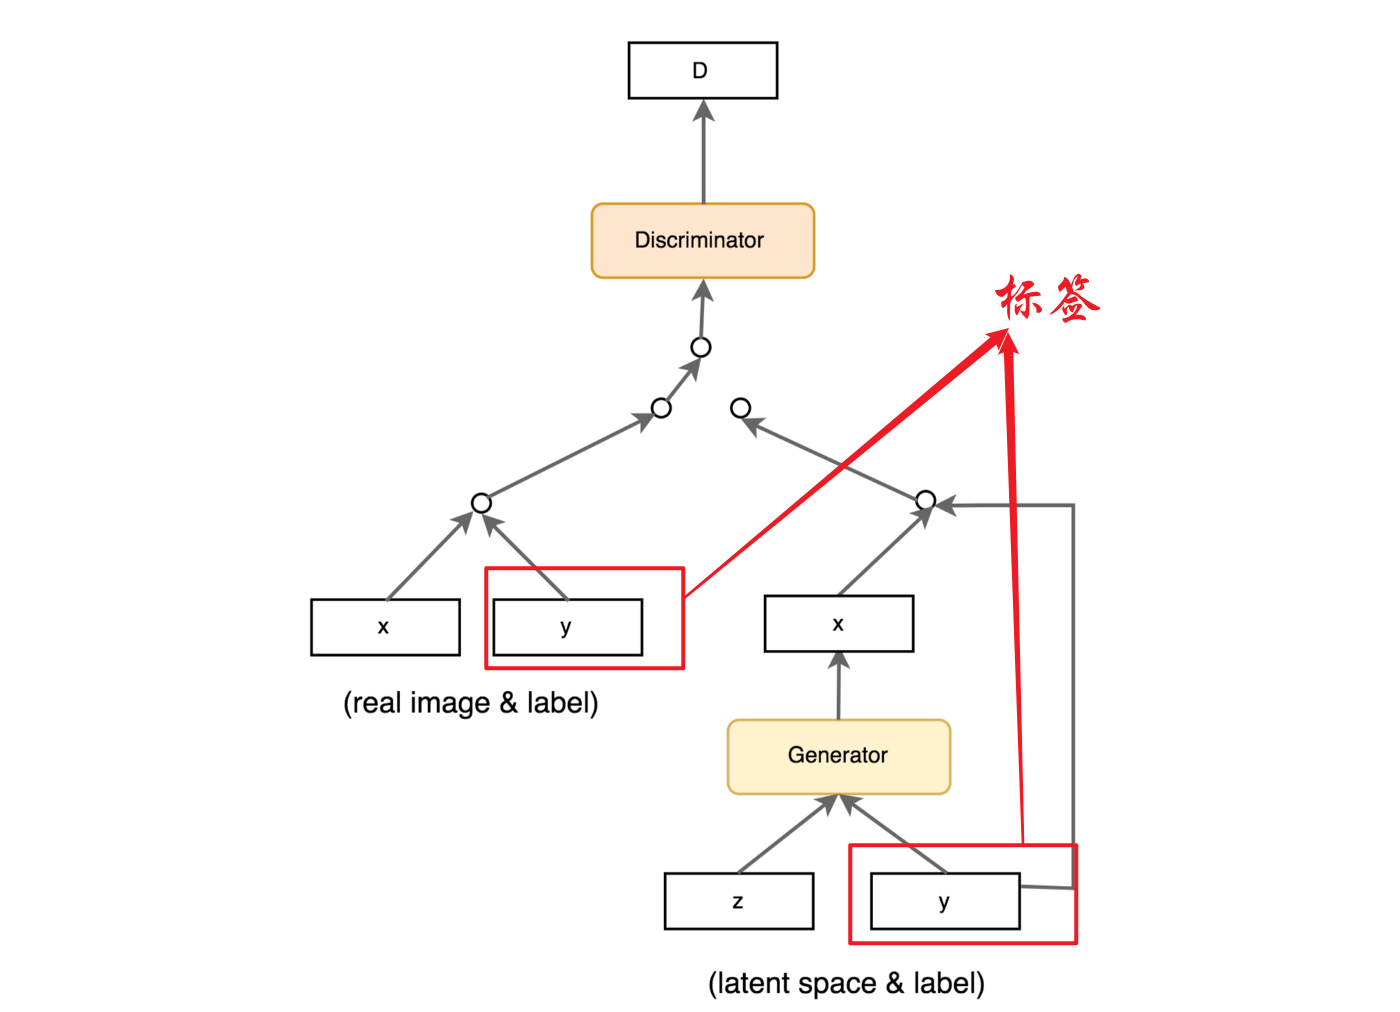 D
Discriminator
标签
x
y
(real image & label)
x
Generator
z
y
(latent space & label)